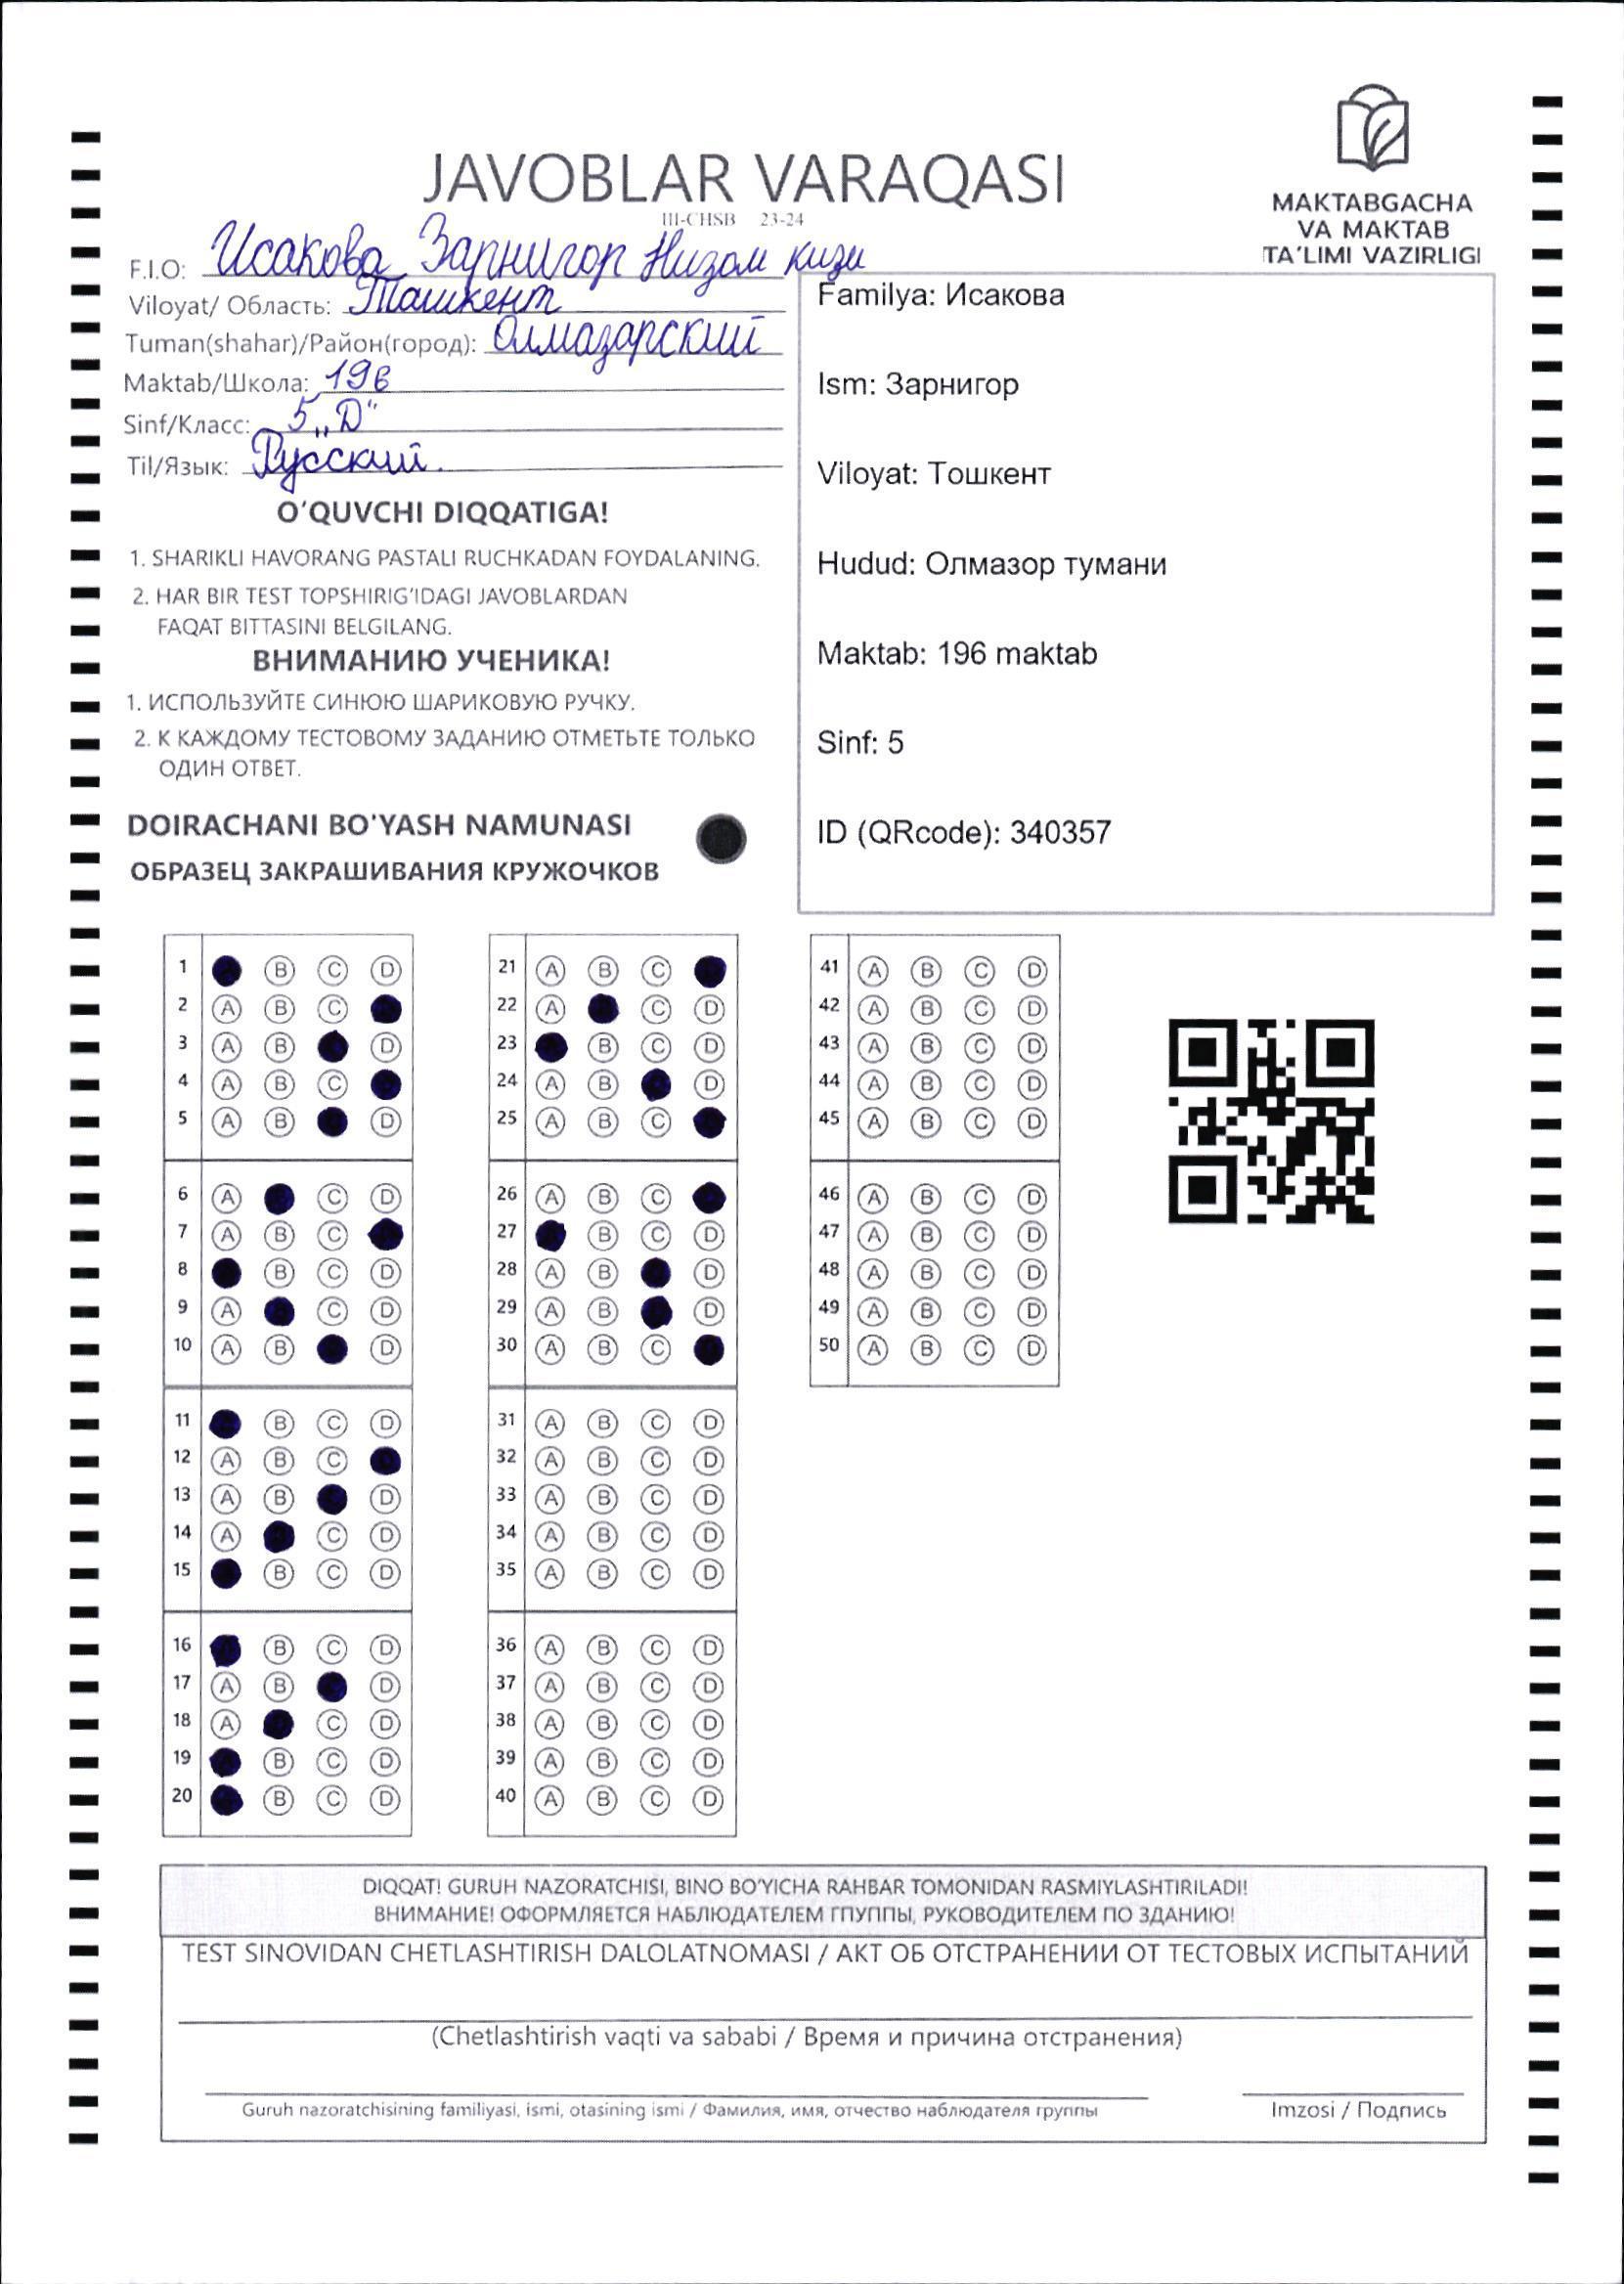 JAVOBLAR VARAQASI
III-CHSB 23-24
MAKTABGACHA
VA MAKTAB
TA'LIMI VAZIRLIGI
F.I.O: Исакова Зарнигор Низом кизи
Viloyat/ Область: Ташкент
Tuman(shahar)/Район(город): Олмазарский
Maktab/Школа: 196
Sinf/Класс: 5 „D“
Til/Язык: Русский.
O'QUVCHI DIQQATIGA!
1. SHARIKLI HAVORANG PASTALI RUCHKADAN FOYDALANING.
2. HAR BIR TEST TOPSHIRIG'IDAGI JAVOBLARDAN
FAQAT BITTASINI BELGILANG.
ВНИМАНИЮ УЧЕНИКА!
1. ИСПОЛЬЗУЙТЕ СИНЮЮ ШАРИКОВУЮ РУЧКУ.
2. К КАЖДОМУ ТЕСТОВОМУ ЗАДАНИЮ ОТМЕТЬТЕ ТОЛЬКО
ОДИН ОТВЕТ.
DOIRACHANI BO'YASH NAMUNASI
ОБРАЗЕЦ ЗАКРАШИВАНИЯ КРУЖОЧКОВ
Familya: Исакова
Ism: Зарнигор
Viloyat: Тошкент
Hudud: Олмазор тумани
Maktab: 196 maktab
Sinf: 5
ID (QRcode): 340357
1 B C D
2 A B C
3 A B D
4 A B C
5 A B D
6 A C D
7 A B C
8 B C D
9 A C D
10 A B D
11 B C D
12 A B C
13 A B D
14 A C D
15 B C D
16 B C D
17 A B D
18 A C D
19 B C D
20 B C D
21 A B C
22 A C D
23 B C D
24 A B D
25 A B C
26 A B C
27 B C D
28 A B D
29 A B D
30 A B C
31 A B C D
32 A B C D
33 A B C D
34 A B C D
35 A B C D
36 A B C D
37 A B C D
38 A B C D
39 A B C D
40 A B C D
41 A B C D
42 A B C D
43 A B C D
44 A B C D
45 A B C D
46 A B C D
47 A B C D
48 A B C D
49 A B C D
50 A B C D
DIQQAT! GURUH NAZORATCHISI, BINO BO'YICHA RAHBAR TOMONIDAN RASMIYLASHTIRILADI!
ВНИМАНИЕ! ОФОРМЛЯЕТСЯ НАБЛЮДАТЕЛЕМ ГПУППЫ, РУКОВОДИТЕЛЕМ ПО ЗДАНИЮ!
TEST SINOVIDAN CHETLASHTIRISH DALOLATNOMASI / АКТ ОБ ОТСТРАНЕНИИ ОТ ТЕСТОВЫХ ИСПЫТАНИЙ
(Chetlashtirish vaqti va sababi / Время и причина отстранения)
Guruh nazoratchisining familiyasi, ismi, otasining ismi / Фамилия, имя, отчество наблюдателя группы
Imzosi / Подпись